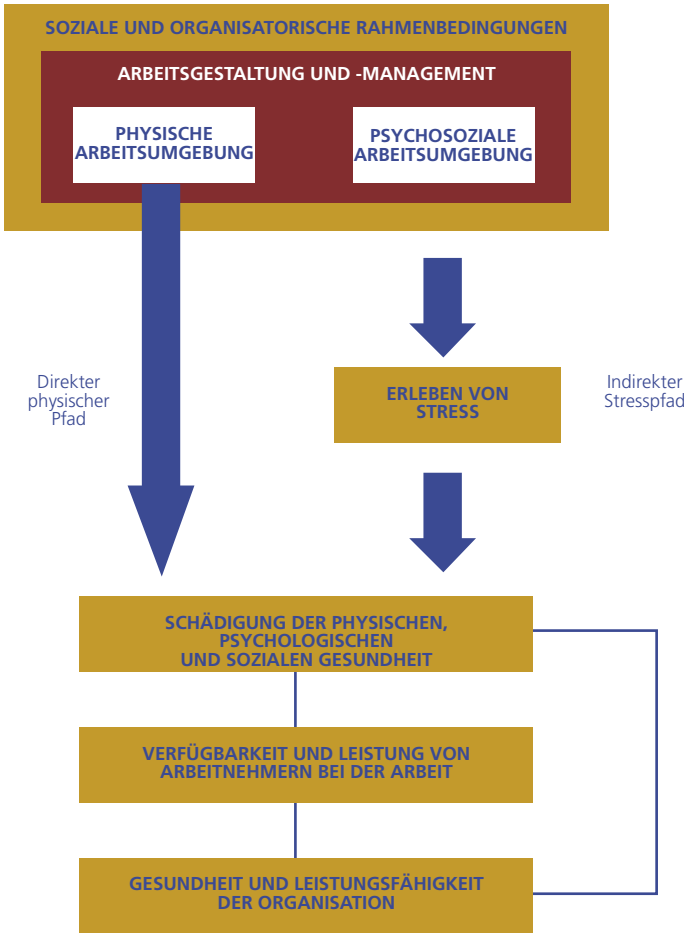 SOZIALE UND ORGANISATORISCHE RAHMENBEDINGUNGEN
ARBEITSGESTALTUNG UND -MANAGEMENT
PHYSISCHE
ARBEITSUMGEBUNG
PSYCHOSOZIALE
ARBEITSUMGEBUNG
Direkter
physischer
Pfad
ERLEBEN VON
STRESS
Indirekter
Stresspfad
SCHÄDIGUNG DER PHYSISCHEN,
PSYCHOLOGISCHEN
UND SOZIALEN GESUNDHEIT
VERFÜGBARKEIT UND LEISTUNG VON
ARBEITNEHMERN BEI DER ARBEIT
GESUNDHEIT UND LEISTUNGSFÄHIGKEIT
DER ORGANISATION